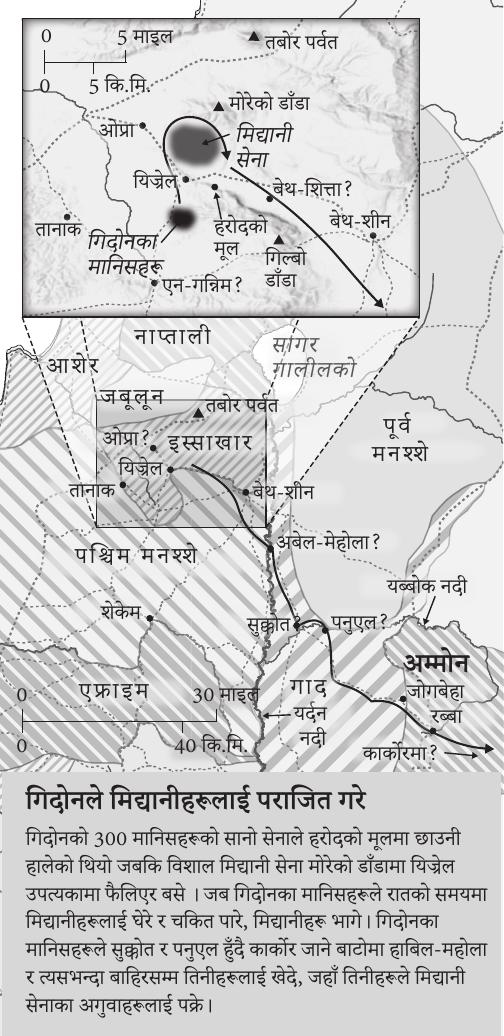 0 5 माइल
5 कि.मि.
तबोर पर्वत
मोरेको डाँडा
ओप्रा
मिद्यानी
सेना
यिज्रेल
बेथ-शित्ता?
तानाक
हरोदको
मूल
बेथ-शीन
गिदोनका
मानिसहरू
गिल्बो
डाँडा
एन-गन्निम?
नाप्ताली
सागर
गालीलको
आशेर
जबूलून
तबोर पर्वत
पूर्व
मनश्शे
ओप्रा?
इस्साखार
यिज्रेल
तानाक
बेथ-शीन
अबेल-मेहोला?
पश्चिम मनश्शे
यब्बोक नदी
शेकेम
सुक्कोत?
पनुएल?
अम्मोन
एफ्राइम
गाद
जोगबेहा
0 30 माइल
यर्दन
नदी
रब्बा
0 40 कि.मि.
कार्कोरमा?
गिदोनले मिद्यानीहरूलाई पराजित गरे
गिदोनको 300 मानिसहरूको सानो सेनाले हरोदको मूलमा छाउनी
हालेको थियो जबकि विशाल मिद्यानी सेना मोरेको डाँडामा यिज्रेल
उपत्यकामा फैलिएर बसे । जब गिदोनका मानिसहरूले रातको समयमा
मिद्यानीहरूलाई घेरे र चकित पारे, मिद्यानीहरू भागे। गिदोनका
मानिसहरूले सुक्कोत र पनुएल हुँदै कार्कोर जाने बाटोमा हाबिल-महोला
र त्यसभन्दा बाहिरसम्म तिनीहरूलाई खेदे, जहाँ तिनीहरूले मिद्यानी
सेनाका अगुवाहरूलाई पक्रे।